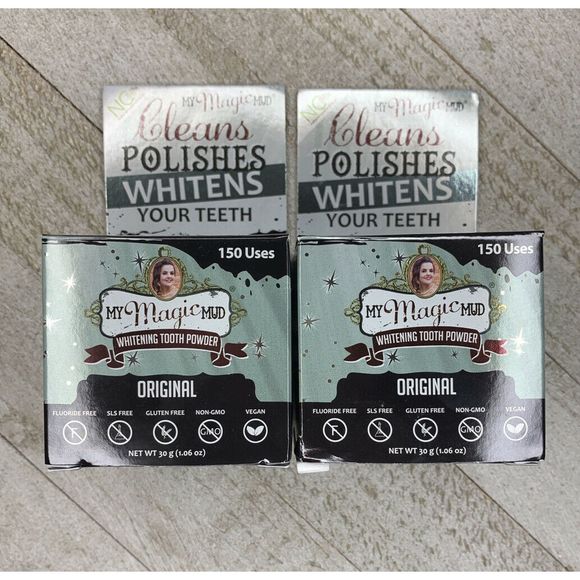 MY Magic MUD
Cleans
POLISHES
WHITENS
YOUR TEETH
150 Uses
MY Magic MUD
WHITENING TOOTH POWDER
ORIGINAL
FLUORIDE FREE SLS FREE GLUTEN FREE NON-GMO VEGAN
F GMO
NET WT 30 g (1.06 oz)
MY Magic MUD®
Cleans
POLISHES
WHITENS
YOUR TEETH
150 Uses
MY Magic MUD®
WHITENING TOOTH POWDER
ORIGINAL
FLUORIDE FREE SLS FREE GLUTEN FREE NON-GMO VEGAN
F GMO
NET WT 30 g (1.06 oz)